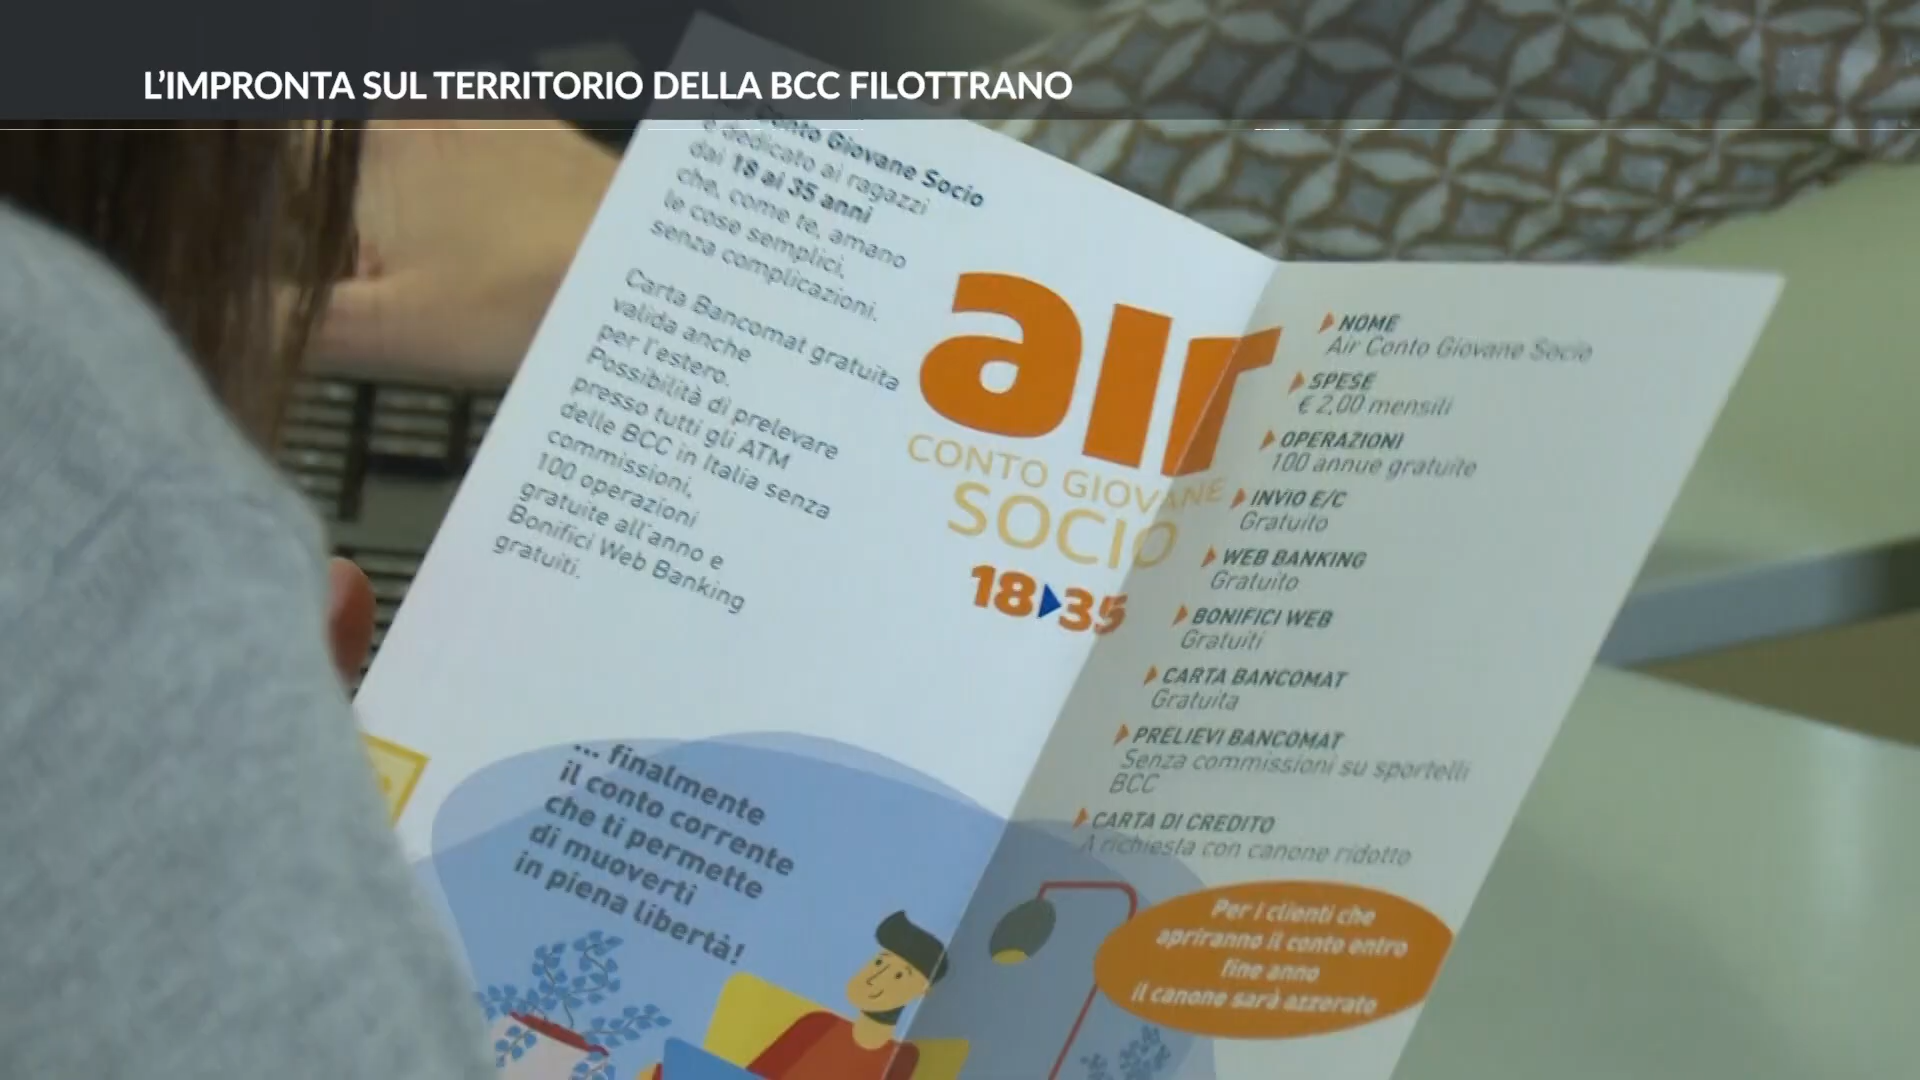 L'IMPRONTA SUL TERRITORIO DELLA BCC FILOTTRANO
Conto Giovane Socio
è dedicato ai ragazzi
dai 18 ai 35 anni
che, come te, amano
le cose semplici,
senza complicazioni.
Carta Bancomat gratuita
valida anche
per l'estero.
Possibilità di prelevare
presso tutti gli ATM
delle BCC in Italia senza
commissioni,
100 operazioni
gratuite all'anno e
Bonifici Web Banking
gratuiti.
air
CONTO GIOVANE
SOCIO
18 35
... finalmente
il conto corrente
che ti permette
di muoverti
in piena libertà!
NOME
Air Conto Giovane Socio
SPESE
€ 2,00 mensili
OPERAZIONI
100 annue gratuite
INVIO E/C
Gratuito
WEB BANKING
Gratuito
BONIFICI WEB
Gratuiti
CARTA BANCOMAT
Gratuita
PRELIEVI BANCOMAT
Senza commissioni su sportelli
BCC
CARTA DI CREDITO
A richiesta con canone ridotto
Per i clienti che
apriranno il conto entro
fine anno
il canone sarà azzerato